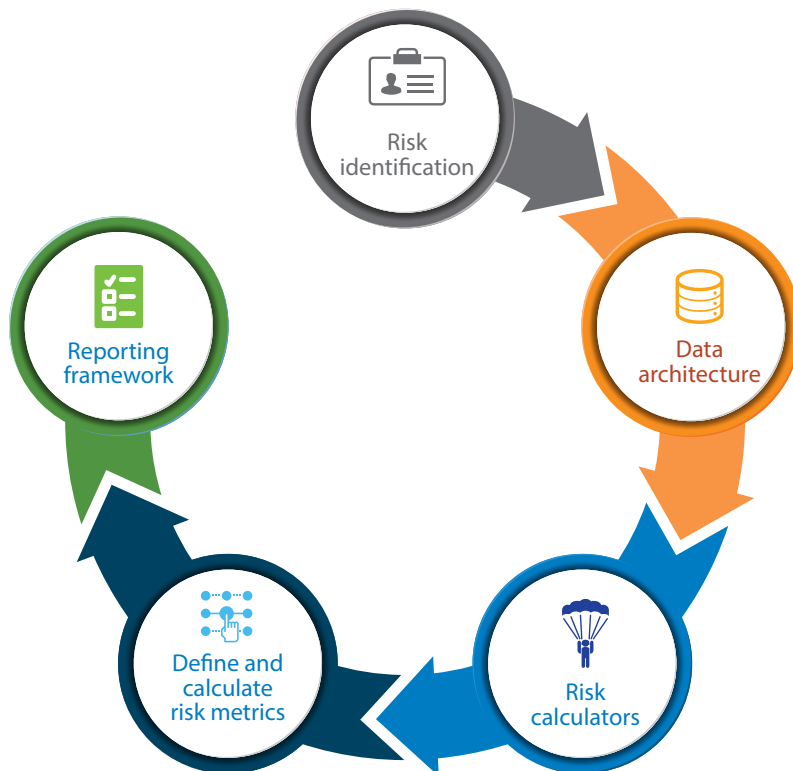 Risk
identification
Data
architecture
Risk
calculators
Define and
calculate
risk metrics
Reporting
framework